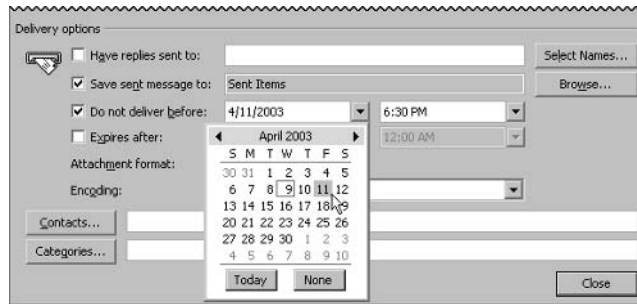 Delivery options
Have replies sent to: Select Names...
Save sent message to: Sent Items Browse...
Do not deliver before: 4/11/2003 6:30 PM
Expires after: 12:00 AM
April 2003
S M T W T F S
30 31 1 2 3 4 5
Attachment format:
6 7 8 9 10 11 12
Encoding:
13 14 15 16 17 18 19
Contacts...
20 21 22 23 24 25 26
27 28 29 30 1 2 3
Categories...
4 5 6 7 8 9 10
Today None
Close